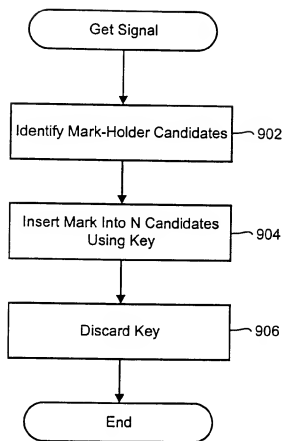 Get Signal
Identify Mark-Holder Candidates
902
Insert Mark Into N Candidates
Using Key
904
Discard Key
906
End